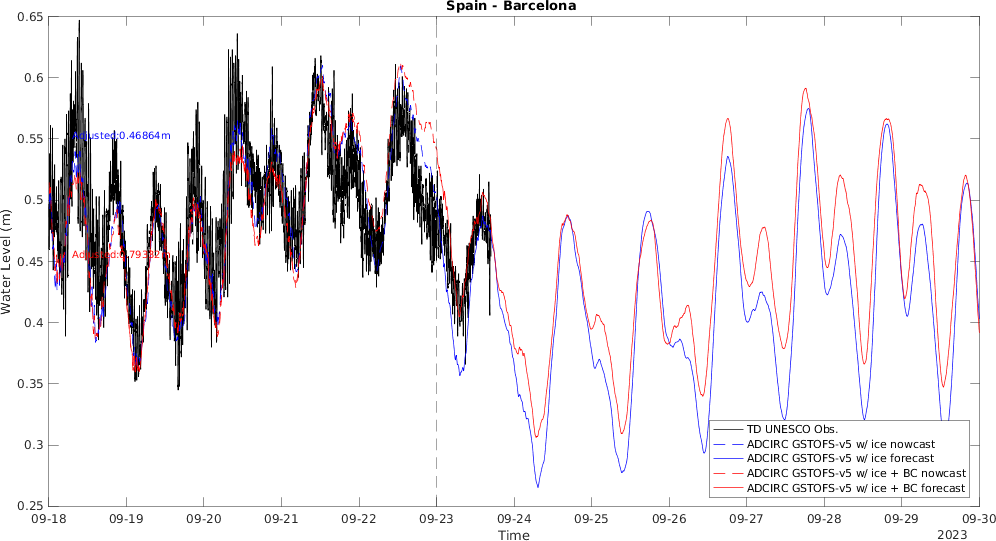 Spain - Barcelona
0.65
0.6
0.55
0.5
0.45
0.4
0.35
0.3
0.25
Water Level (m)
Adjusted:0.46864m
TD UNESCO Obs.
ADCIRC GSTOFS-v5 w/ ice nowcast
ADCIRC GSTOFS-v5 w/ ice forecast
ADCIRC GSTOFS-v5 w/ ice + BC nowcast
ADCIRC GSTOFS-v5 w/ ice + BC forecast
09-18 09-19 09-20 09-21 09-22 09-23 09-24 09-25 09-26 09-27 09-28 09-29 09-30
Time
2023